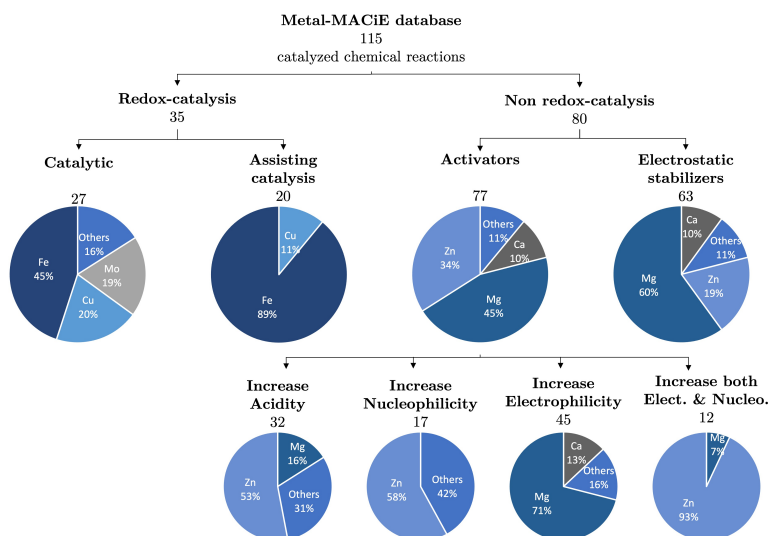 Metal-MACiE database
115
catalyzed chemical reactions
Redox-catalysis
35
Non redox-catalysis
80
Catalytic
27
Assisting
catalysis
20
Activators
77
Electrostatic
stabilizers
63
Others
16%
Mo
19%
Cu
20%
Fe
45%
Cu
11%
Fe
89%
Others
11%
Ca
10%
Mg
45%
Zn
34%
Ca
10%
Others
11%
Zn
19%
Mg
60%
Increase
Acidity
32
Increase
Nucleophilicity
17
Increase
Electrophilicity
45
Increase both
Elect. & Nucleo.
12
Mg
16%
Others
31%
Zn
53%
Others
42%
Zn
58%
Ca
13%
Others
16%
Mg
71%
Mg
7%
Zn
93%